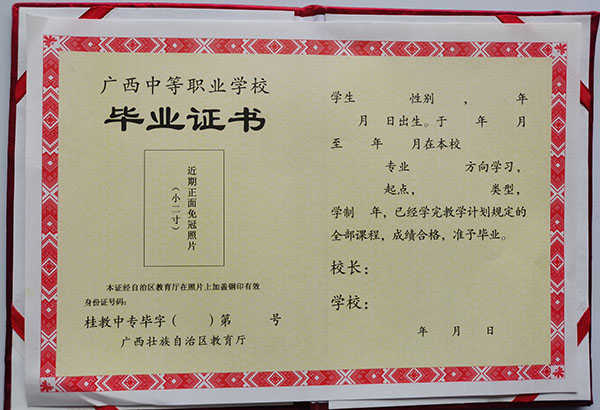 广西中等职业学校
毕业证书
近期正面免冠照片
（小二寸）
本证经自治区教育厅在照片上加盖钢印有效
身份证号码：
桂教中专毕字（　　）第　　号
广西壮族自治区教育厅
学生　　　性别　　，　　年
月　日出生。于　　年　月
至　　年　　月在本校
专业　　　　方向学习，
起点，　　　　　类型，
学制　年，已经学完教学计划规定的
全部课程，成绩合格，准予毕业。
校长：
学校：
年　月　日